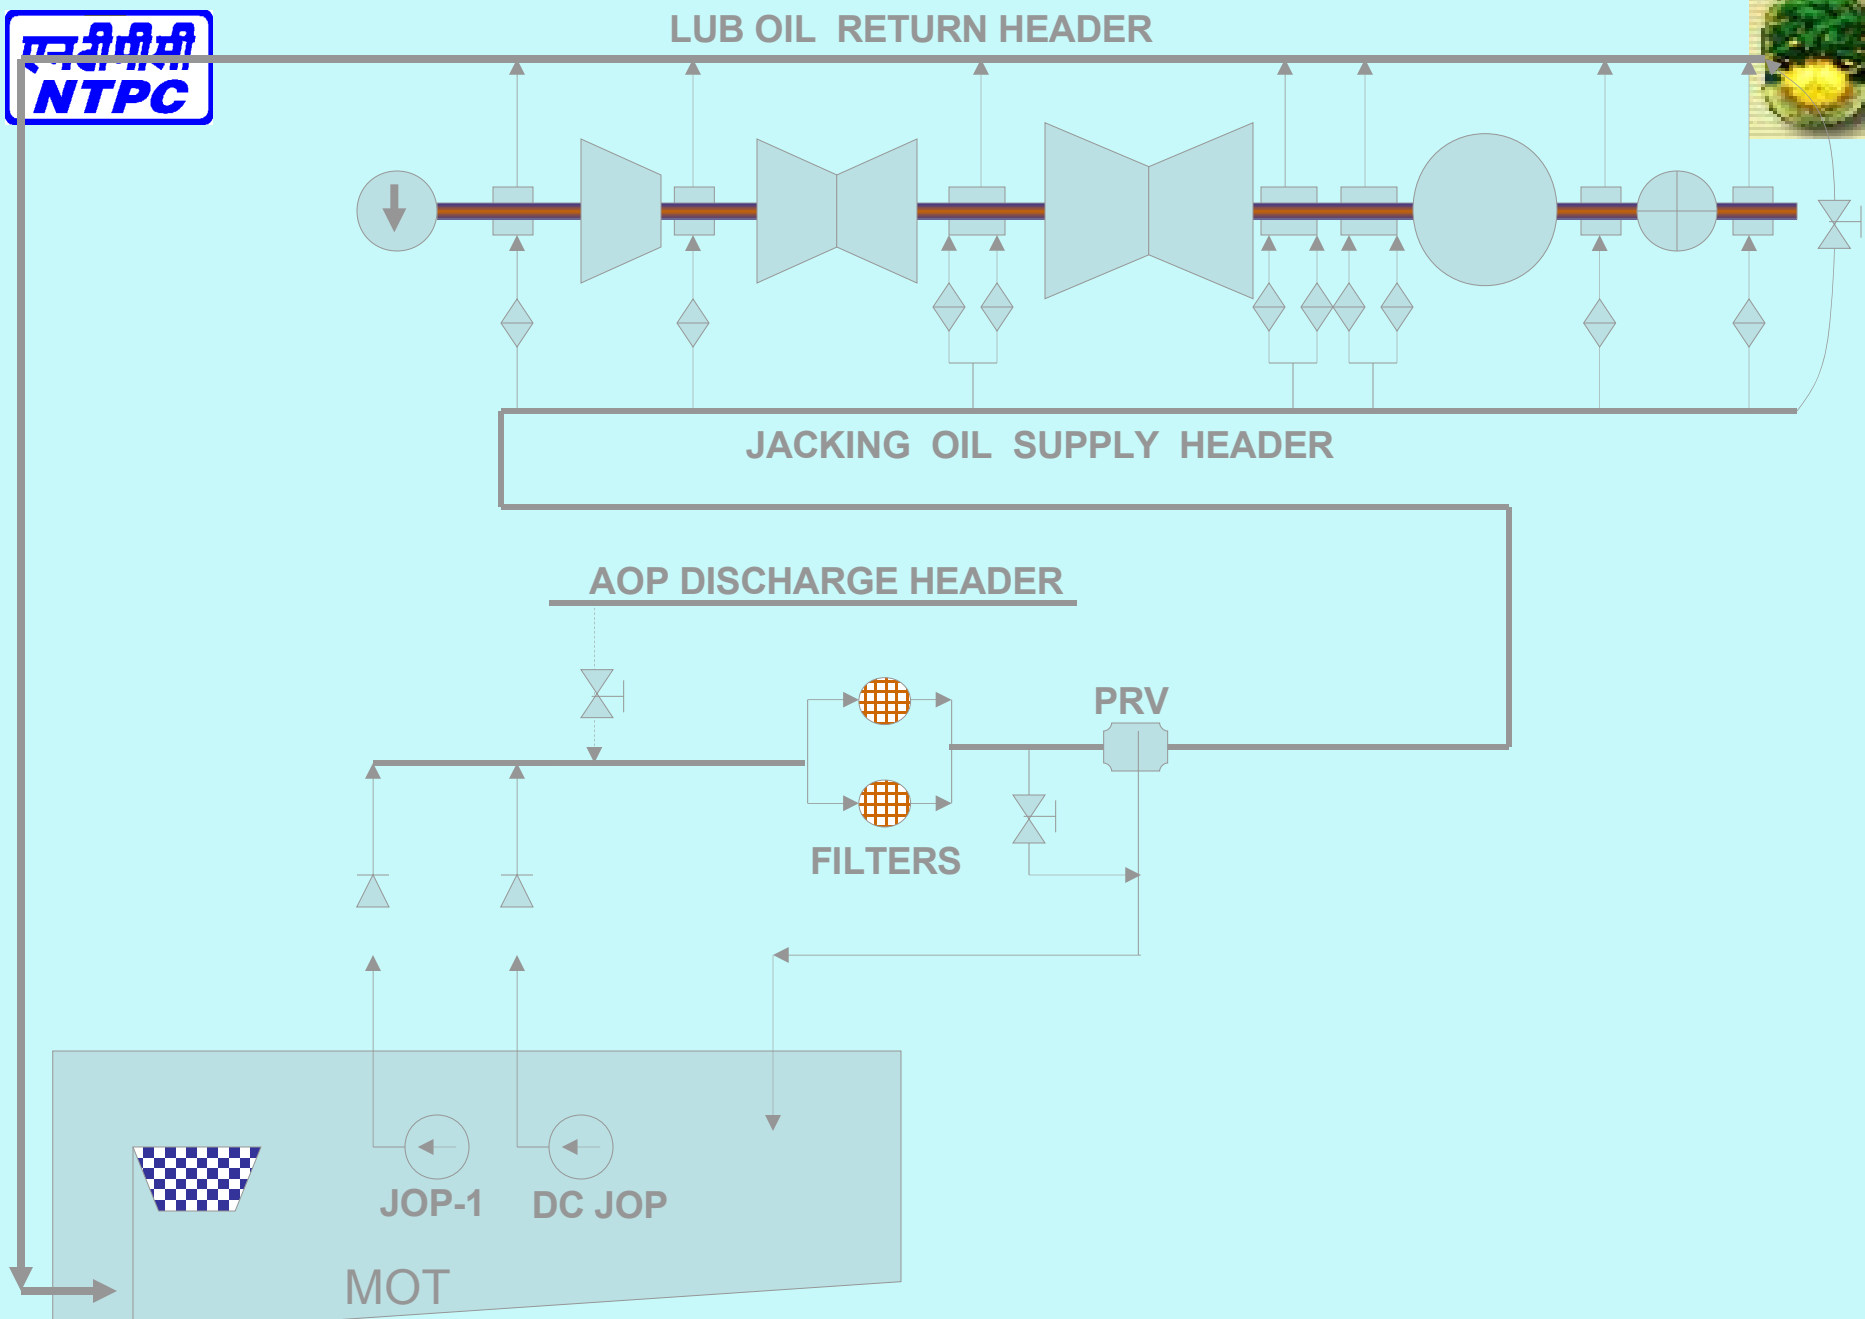 LUB OIL RETURN HEADER
एनटीपीसी
NTPC
JACKING OIL SUPPLY HEADER
AOP DISCHARGE HEADER
PRV
FILTERS
JOP-1
DC JOP
MOT